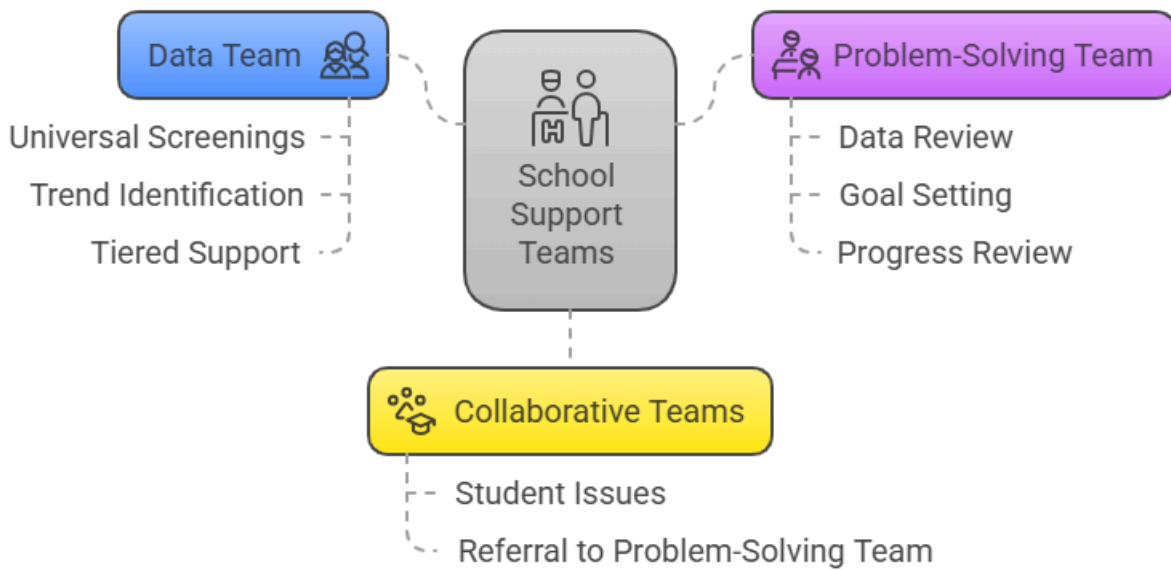 Data Team
Universal Screenings
Trend Identification
Tiered Support
School
Support
Teams
Problem-Solving Team
Data Review
Goal Setting
Progress Review
Collaborative Teams
Student Issues
Referral to Problem-Solving Team